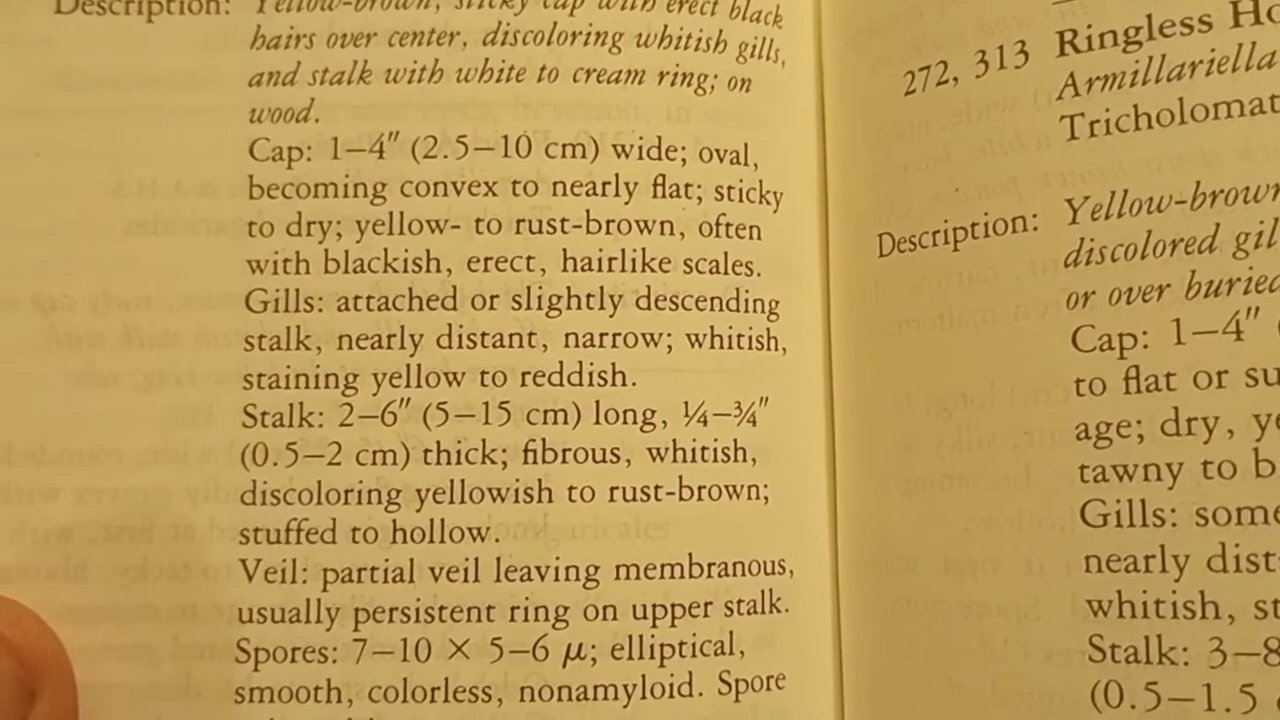 Description: Yellow-brown, sticky cap with erect black
hairs over center, discoloring whitish gills,
and stalk with white to cream ring; on
wood.
Cap: 1–4" (2.5–10 cm) wide; oval,
becoming convex to nearly flat; sticky
to dry; yellow- to rust-brown, often
with blackish, erect, hairlike scales.
Gills: attached or slightly descending
stalk, nearly distant, narrow; whitish,
staining yellow to reddish.
Stalk: 2–6" (5–15 cm) long, ¼–¾"
(0.5–2 cm) thick; fibrous, whitish,
discoloring yellowish to rust-brown;
stuffed to hollow.
Veil: partial veil leaving membranous,
usually persistent ring on upper stalk.
Spores: 7–10 × 5–6 μ; elliptical,
smooth, colorless, nonamyloid. Spore
272, 313 Ringless Ho
Armillariella
Tricholomat
Description: Yellow-brown
discolored gil
or over buried
Cap: 1–4"
to flat or su
age; dry, ye
tawny to b
Gills: some
nearly dist
whitish, st
Stalk: 3–8
(0.5–1.5